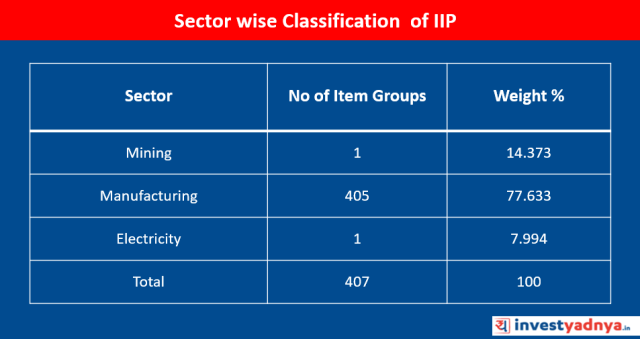 Sector wise Classification of IIP
Sector No of Item Groups Weight %
Mining 1 14.373
Manufacturing 405 77.633
Electricity 1 7.994
Total 407 100
या investyadnya.in